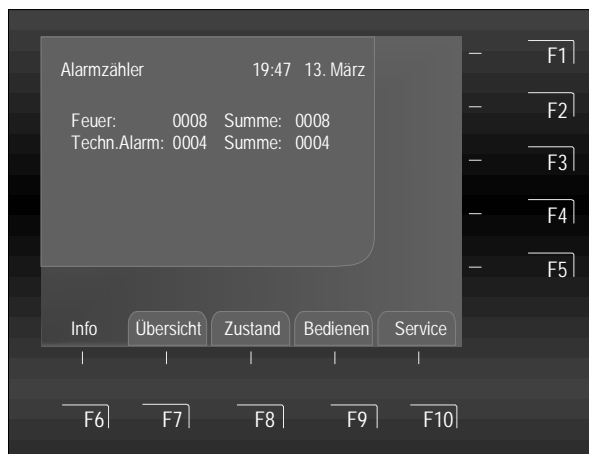 Alarmzähler 19:47 13. März
Feuer: 0008 Summe: 0008
Techn.Alarm: 0004 Summe: 0004
F1
F2
F3
F4
F5
Info Übersicht Zustand Bedienen Service
F6 F7 F8 F9 F10